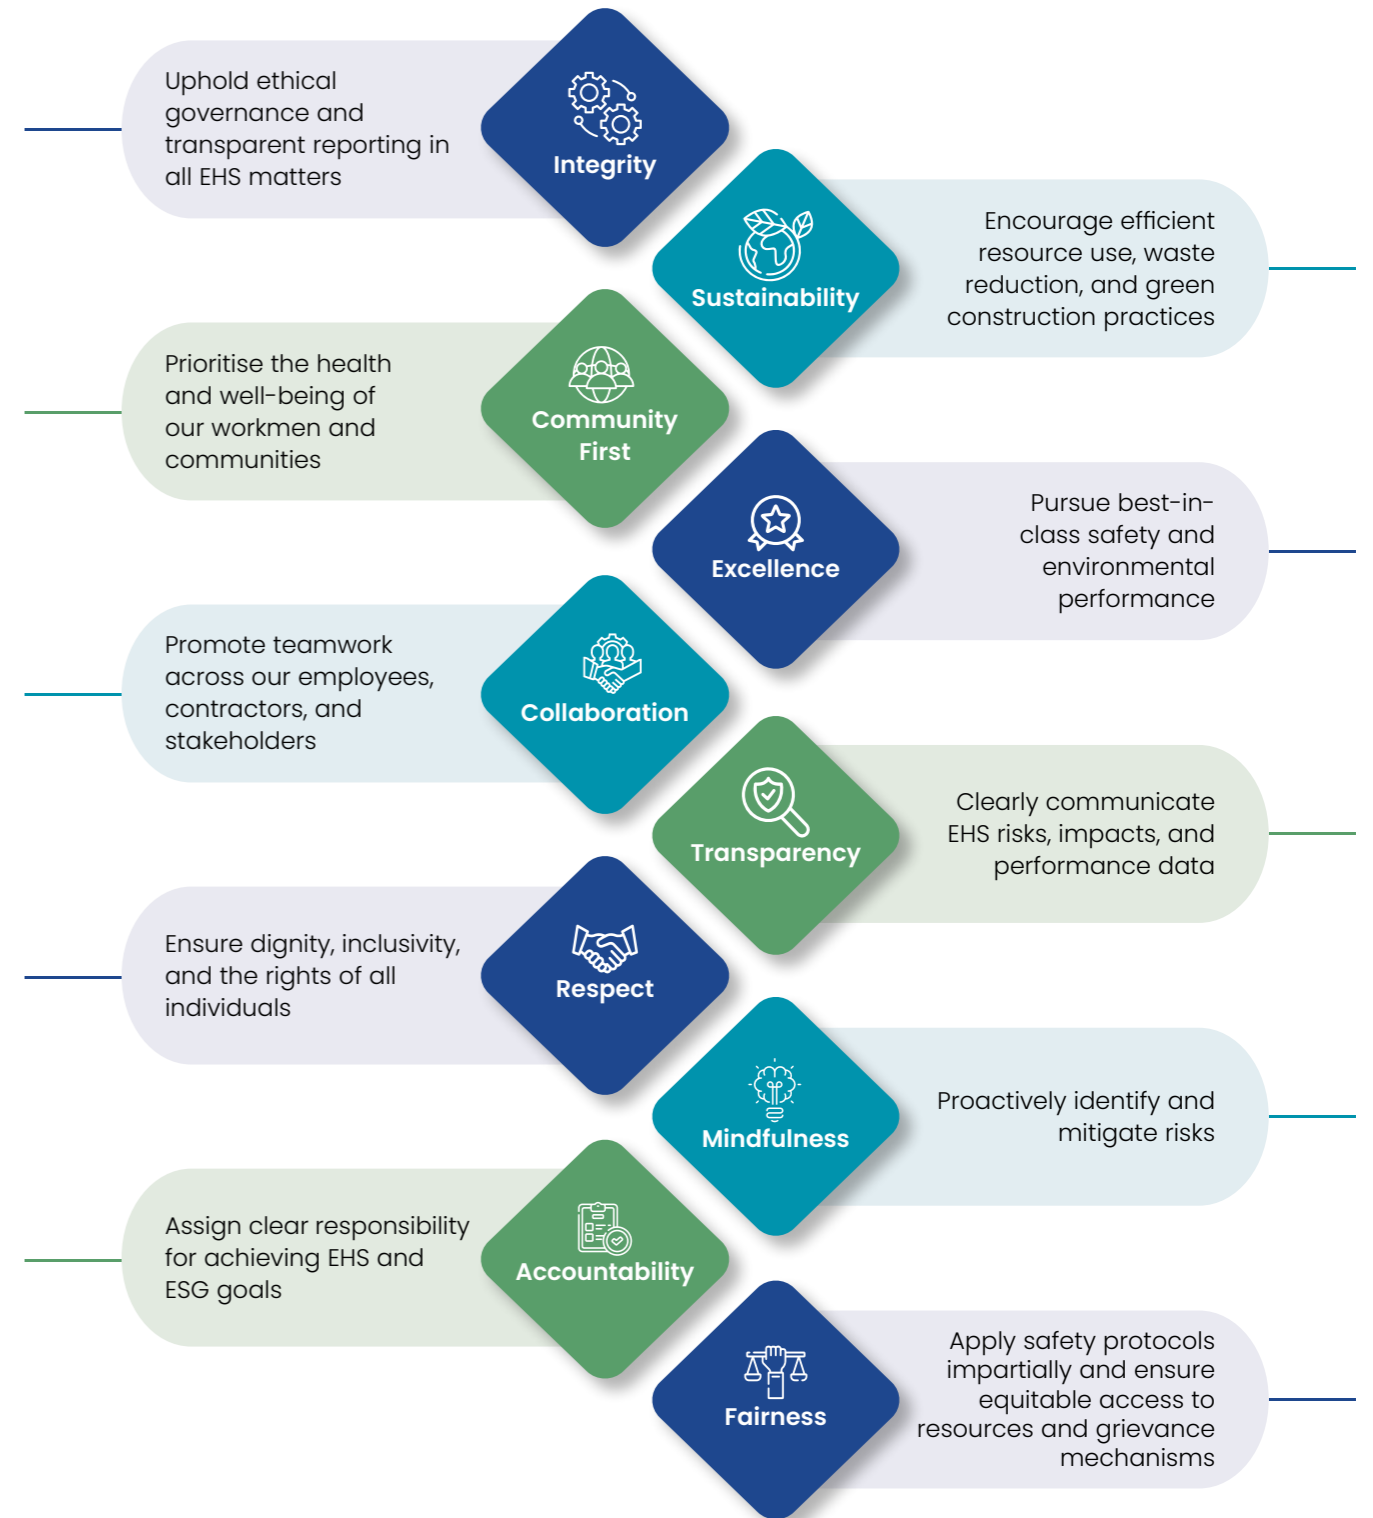 Uphold ethical
governance and
transparent reporting in
all EHS matters
Integrity
Sustainability
Encourage efficient
resource use, waste
reduction, and green
construction practices
Prioritise the health
and well-being of
our workmen and
communities
Community
First
Excellence
Pursue best-in-
class safety and
environmental
performance
Promote teamwork
across our employees,
contractors, and
stakeholders
Collaboration
Transparency
Clearly communicate
EHS risks, impacts, and
performance data
Ensure dignity, inclusivity,
and the rights of all
individuals
Respect
Mindfulness
Proactively identify and
mitigate risks
Assign clear responsibility
for achieving EHS and
ESG goals
Accountability
Fairness
Apply safety protocols
impartially and ensure
equitable access to
resources and grievance
mechanisms